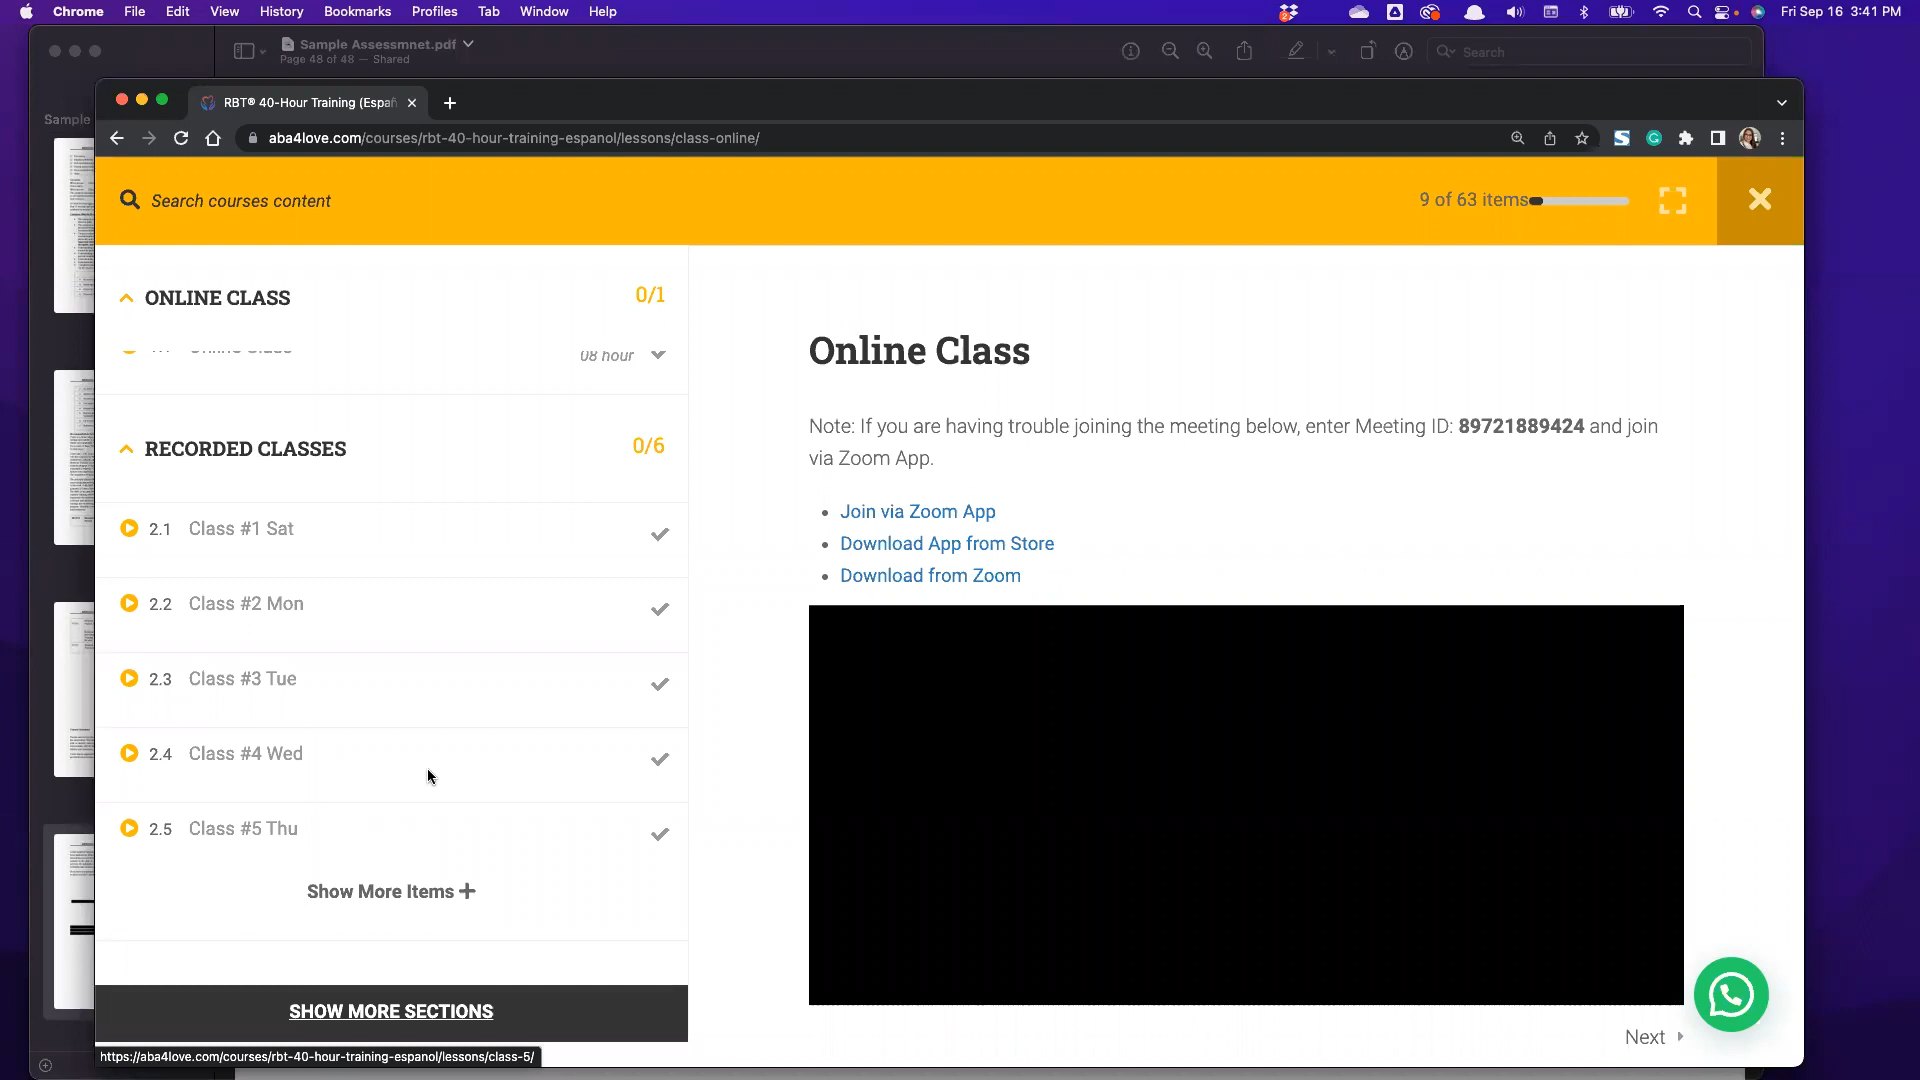 Chrome File Edit View History Bookmarks Profiles Tab Window Help
Fri Sep 16 3:41 PM
Sample Assessmnet.pdf
Page 48 of 48 — Shared
Search
Sample
RBT® 40-Hour Training (Españ
aba4love.com/courses/rbt-40-hour-training-espanol/lessons/class-online/
Search courses content
9 of 63 items
ONLINE CLASS 0/1
08 hour
RECORDED CLASSES 0/6
2.1 Class #1 Sat
2.2 Class #2 Mon
2.3 Class #3 Tue
2.4 Class #4 Wed
2.5 Class #5 Thu
Show More Items +
SHOW MORE SECTIONS
https://aba4love.com/courses/rbt-40-hour-training-espanol/lessons/class-5/
Online Class
Note: If you are having trouble joining the meeting below, enter Meeting ID: 89721889424 and join
via Zoom App.
Join via Zoom App
Download App from Store
Download from Zoom
Next